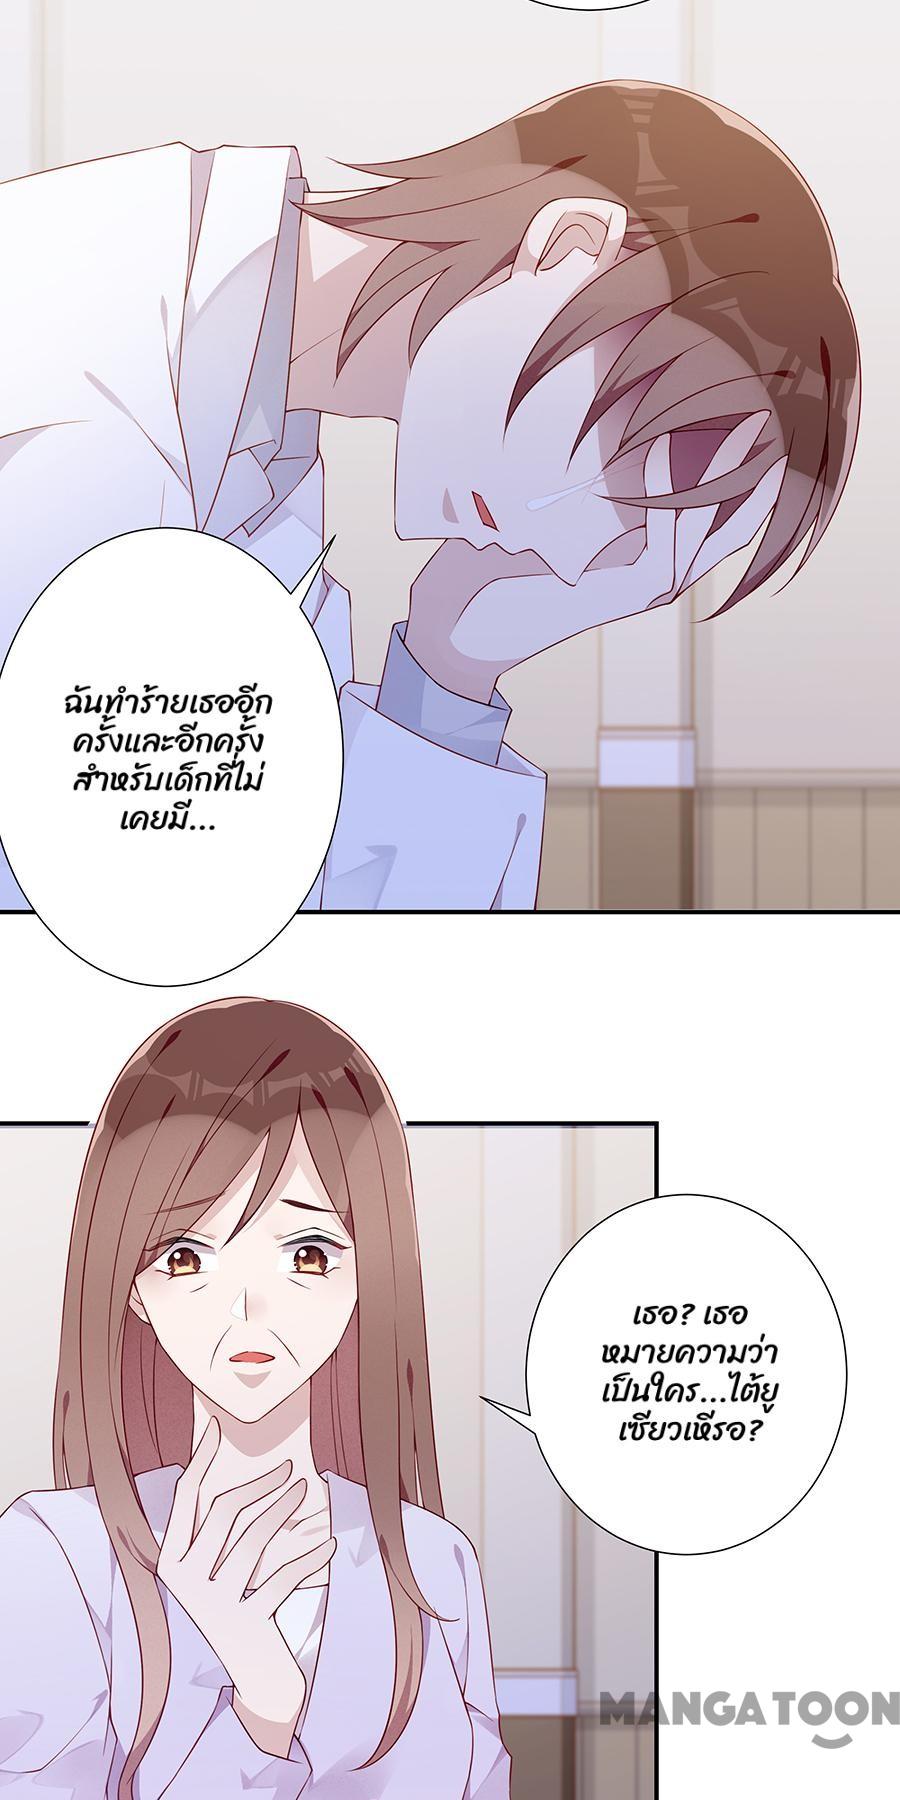 ฉันทำร้ายเธออีก
ครั้งและอีกครั้ง
สำหรับเด็กที่ไม่
เคยมี...
เธอ? เธอ
หมายความว่า
เป็นใคร...ไต้ยู
เซียวเหีรอ?
MANGATOON